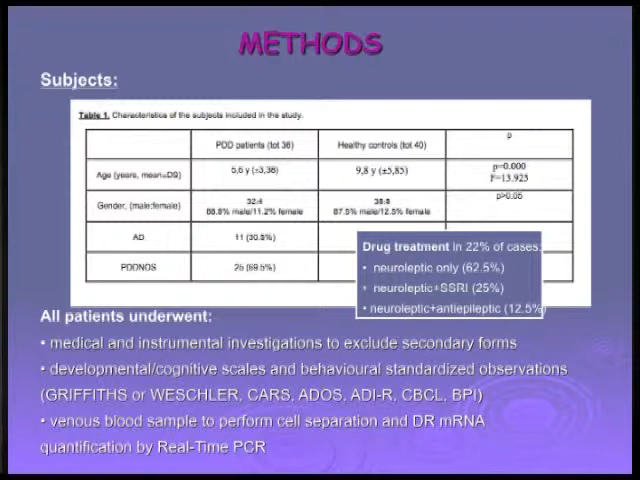 METHODS
Subjects:
Table 1. Characteristics of the subjects included in the study.
PDD patients (tot 36) Healthy controls (tot 40) p
Age (years, mean±DS) 5,6 y (±3,38) 9,8 y (±5,85) p=0.000
F=13.925
Gender, (male:female) 32:4 38:8 p>0.05
88.8% male/11.2% female 87.5% male/12.5% female
AD 11 (30.8%)
PDDNOS 25 (69.5%)
Drug treatment in 22% of cases:
• neuroleptic only (62.5%)
• neuroleptic+SSRI (25%)
• neuroleptic+antiepileptic (12.5%)
All patients underwent:
• medical and instrumental investigations to exclude secondary forms
• developmental/cognitive scales and behavioural standardized observations
(GRIFFITHS or WESCHLER, CARS, ADOS, ADI-R, CBCL, BPI)
• venous blood sample to perform cell separation and DR mRNA
quantification by Real-Time PCR